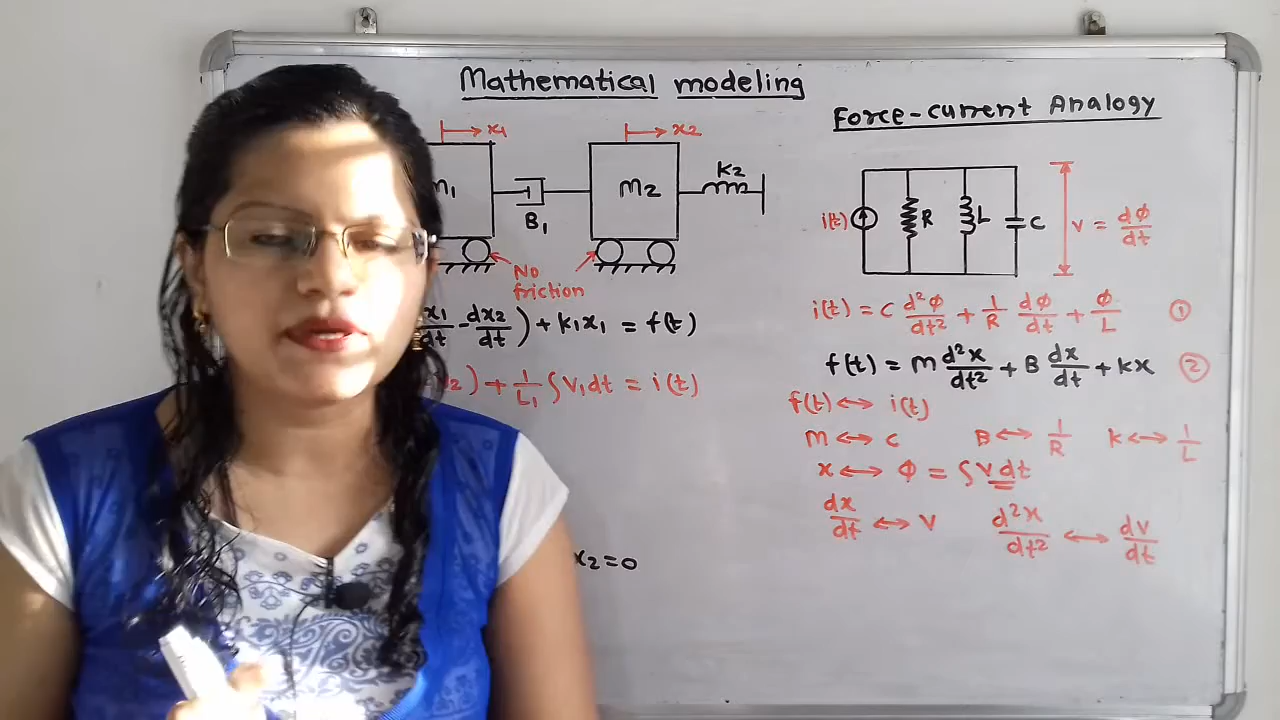 Mathematical modeling
x1
x2
m1
B1
m2
k2
No
friction
x1/dt - dx2/dt) + k1x1 = f(t)
v2) + 1/L1 ∫v1dt = i(t)
x2 = 0
Force-current Analogy
i(t)
R
L
C
v = dϕ/dt
i(t) = C d²ϕ/dt² + 1/R dϕ/dt + ϕ/L ①
f(t) = M d²x/dt² + B dx/dt + kx ②
f(t) ↔ i(t)
M ↔ C B ↔ 1/R k ↔ 1/L
x ↔ ϕ = ∫v dt
dx/dt ↔ v d²x/dt² ↔ dv/dt